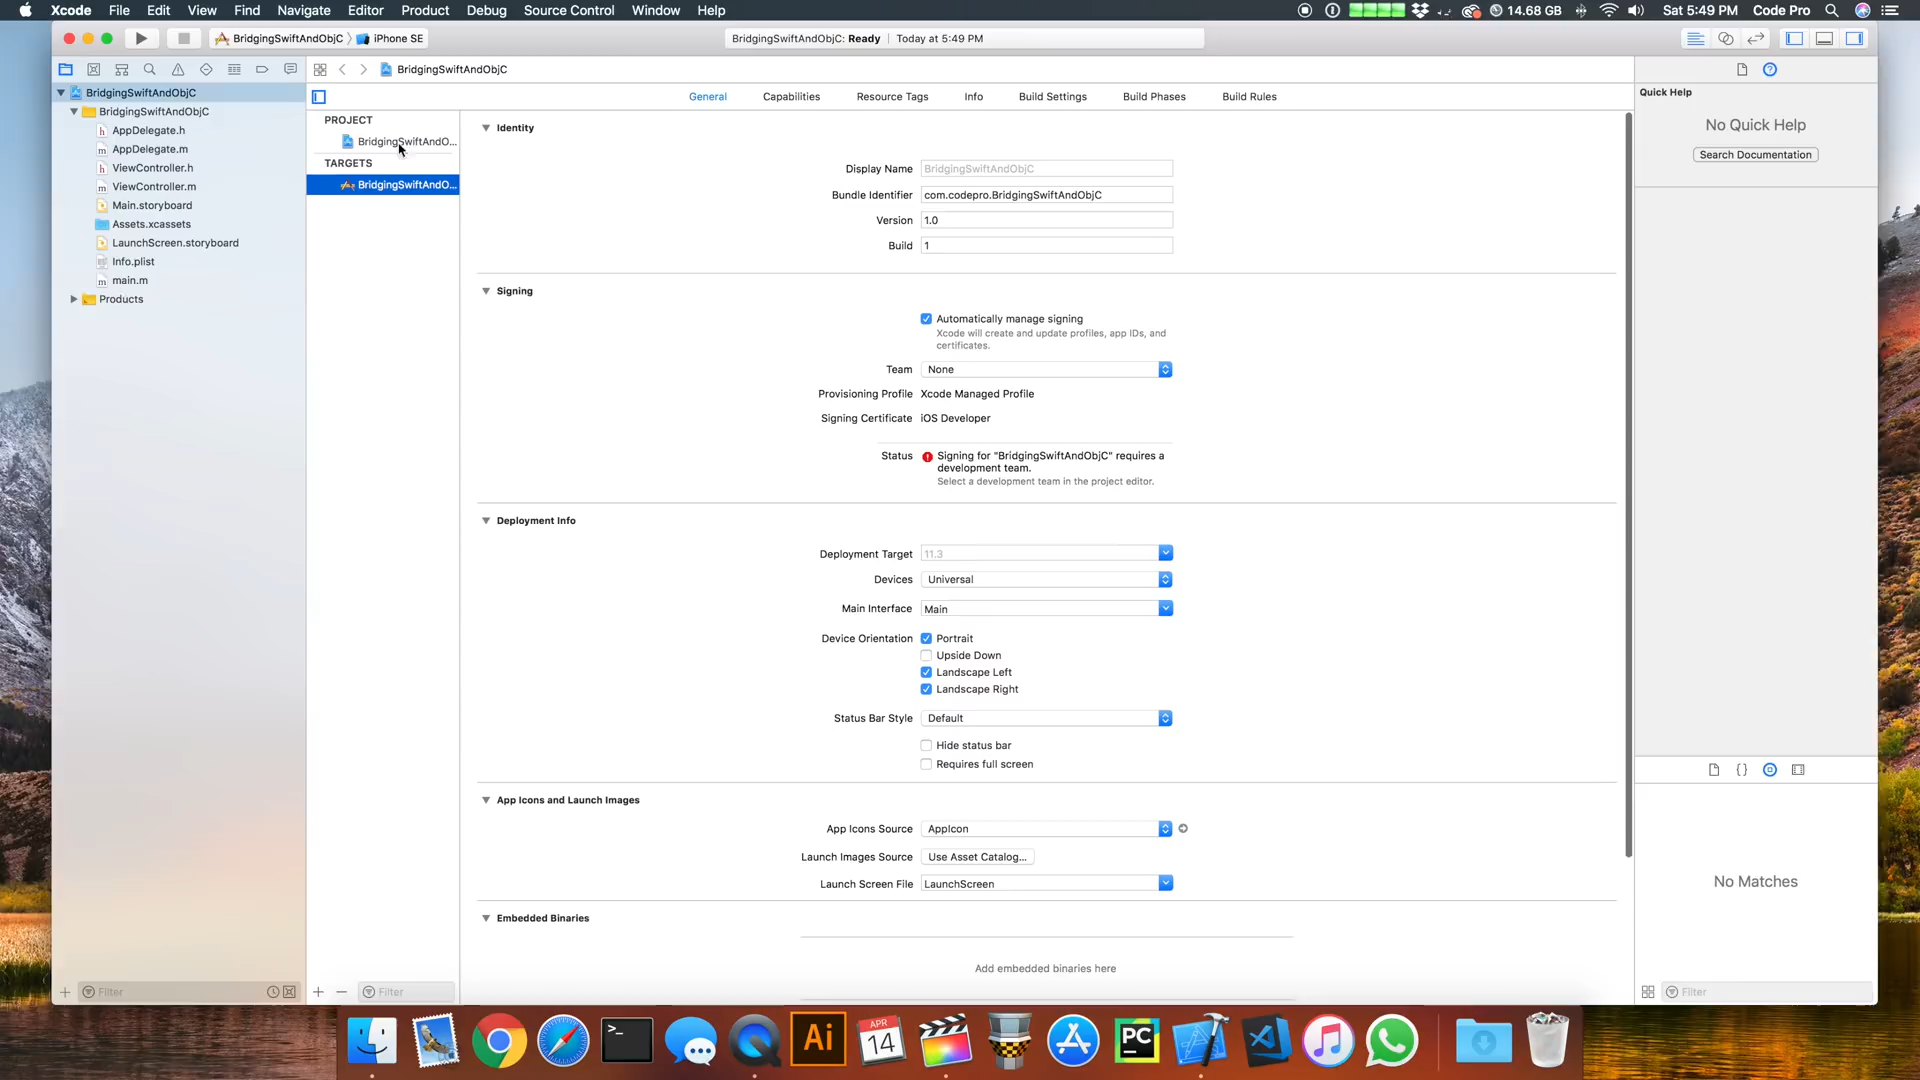 Xcode File Edit View Find Navigate Editor Product Debug Source Control Window Help 14.68 GB Sat 5:49 PM Code Pro
BridgingSwiftAndObjC iPhone SE BridgingSwiftAndObjC: Ready | Today at 5:49 PM
BridgingSwiftAndObjC
BridgingSwiftAndObjC
BridgingSwiftAndObjC
AppDelegate.h
AppDelegate.m
ViewController.h
ViewController.m
Main.storyboard
Assets.xcassets
LaunchScreen.storyboard
Info.plist
main.m
Products
Filter
PROJECT
BridgingSwiftAndO...
TARGETS
BridgingSwiftAndO...
Filter
General Capabilities Resource Tags Info Build Settings Build Phases Build Rules
Identity
Display Name BridgingSwiftAndObjC
Bundle Identifier com.codepro.BridgingSwiftAndObjC
Version 1.0
Build 1
Signing
Automatically manage signing
Xcode will create and update profiles, app IDs, and
certificates.
Team None
Provisioning Profile Xcode Managed Profile
Signing Certificate iOS Developer
Status Signing for "BridgingSwiftAndObjC" requires a
development team.
Select a development team in the project editor.
Deployment Info
Deployment Target 11.3
Devices Universal
Main Interface Main
Device Orientation Portrait
Upside Down
Landscape Left
Landscape Right
Status Bar Style Default
Hide status bar
Requires full screen
App Icons and Launch Images
App Icons Source AppIcon
Launch Images Source Use Asset Catalog...
Launch Screen File LaunchScreen
Embedded Binaries
Add embedded binaries here
Quick Help
No Quick Help
Search Documentation
{}
No Matches
Filter
>_
Ai
APR
14
PC